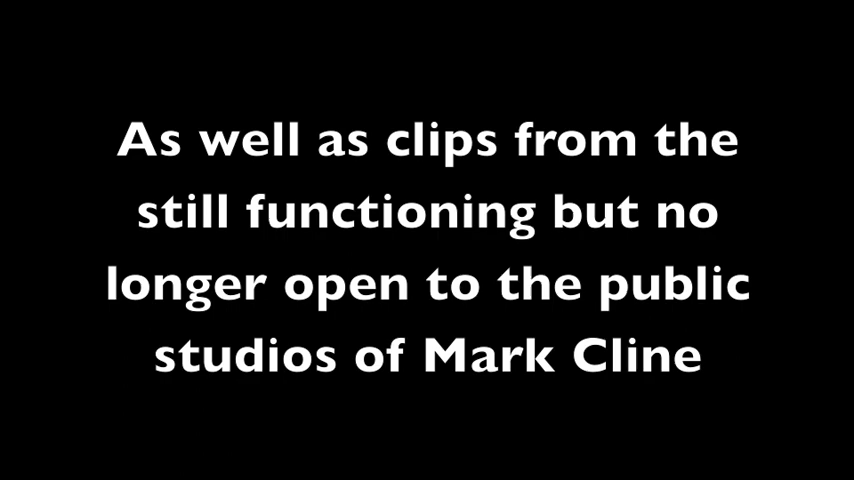 As well as clips from the
still functioning but no
longer open to the public
studios of Mark Cline